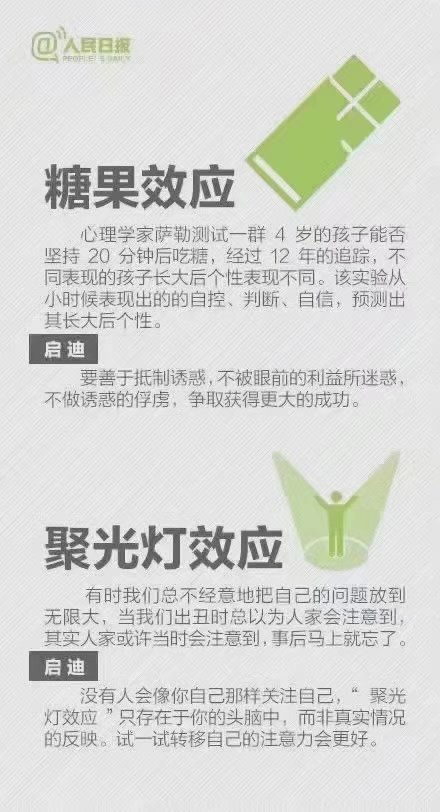 @人民日报
PEOPLE'S DAILY
糖果效应
心理学家萨勒测试一群 4 岁的孩子能否
坚持 20 分钟后吃糖，经过 12 年的追踪，不
同表现的孩子长大后个性表现不同。该实验从
小时候表现出的的自控、判断、自信，预测出
其长大后个性。
启迪
要善于抵制诱惑，不被眼前的利益所迷惑，
不做诱惑的俘虏，争取获得更大的成功。
聚光灯效应
有时我们总不经意地把自己的问题放到
无限大，当我们出丑时总以为人家会注意到，
其实人家或许当时会注意到，事后马上就忘了。
启迪
没有人会像你自己那样关注自己，“聚光
灯效应”只存在于你的头脑中，而非真实情况
的反映。试一试转移自己的注意力会更好。